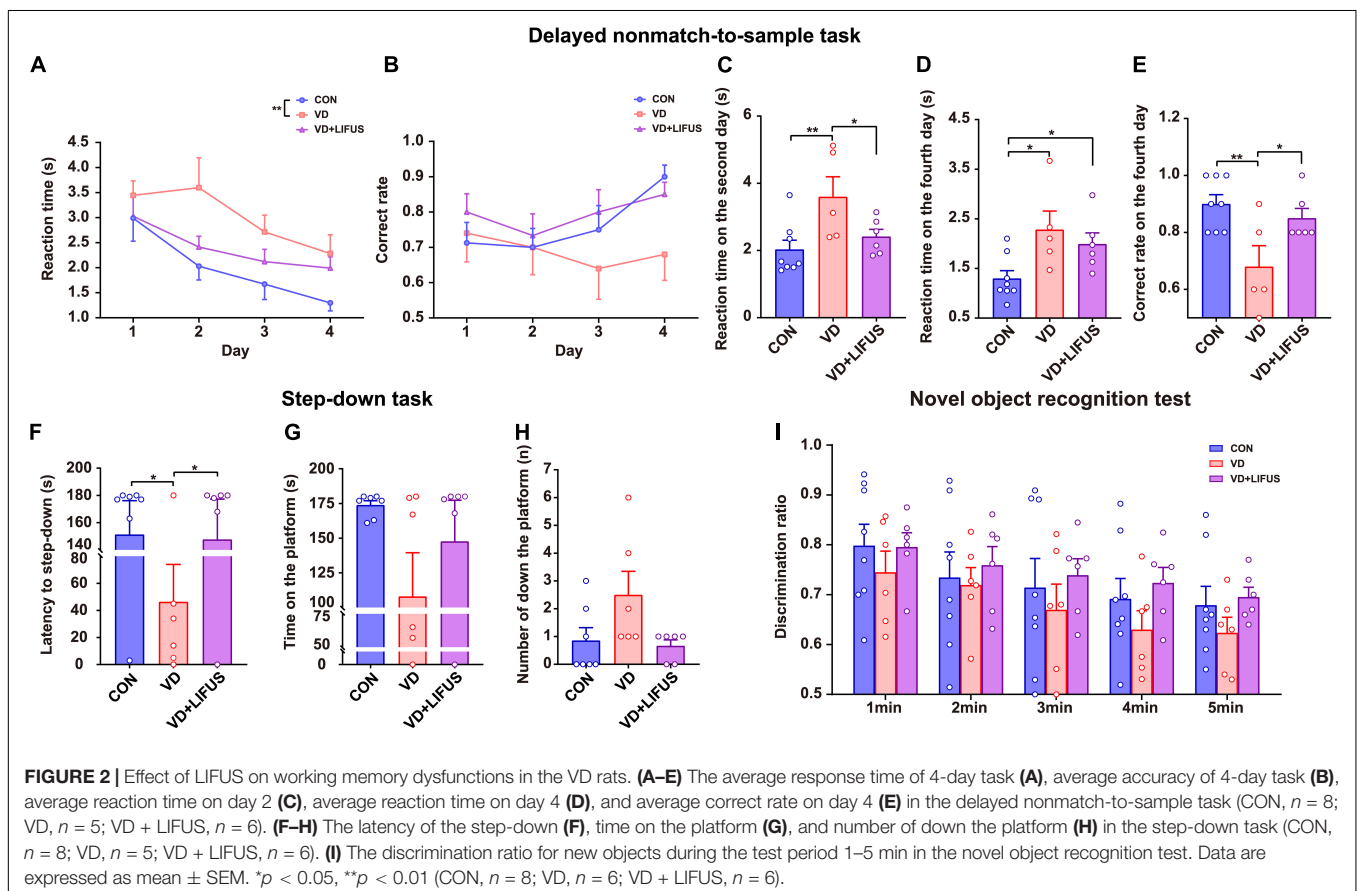 Delayed nonmatch-to-sample task
A
B
C
D
E
** CON
VD
VD+LIFUS
Reaction time (s)
4.5
4.0
3.5
3.0
2.5
2.0
1.5
1.0
1 2 3 4
Day
CON
VD
VD+LIFUS
Correct rate
1.0
0.9
0.8
0.7
0.6
0.5
1 2 3 4
Day
Reaction time on the second day (s)
6
4
2
0
** *
CON VD VD+LIFUS
Reaction time on the fourth day (s)
4.5
3.5
2.5
1.5
0.5
*
*
CON VD VD+LIFUS
Correct rate on the fourth day
1.2
1.0
0.8
0.6
** *
CON VD VD+LIFUS
Step-down task
Novel object recognition test
F
G
H
I
Latency to step-down (s)
200
180
160
140
80
60
40
20
0
* *
CON VD VD+LIFUS
Time on the platform (s)
200
175
150
125
100
75
50
0
CON VD VD+LIFUS
Number of down the platform (n)
7
6
5
4
3
2
1
0
CON VD VD+LIFUS
Discrimination ratio
1.0
0.9
0.8
0.7
0.6
0.5
CON
VD
VD+LIFUS
1min 2min 3min 4min 5min
FIGURE 2 | Effect of LIFUS on working memory dysfunctions in the VD rats. (A–E) The average response time of 4-day task (A), average accuracy of 4-day task (B),
average reaction time on day 2 (C), average reaction time on day 4 (D), and average correct rate on day 4 (E) in the delayed nonmatch-to-sample task (CON, n = 8;
VD, n = 5; VD + LIFUS, n = 6). (F–H) The latency of the step-down (F), time on the platform (G), and number of down the platform (H) in the step-down task (CON,
n = 8; VD, n = 5; VD + LIFUS, n = 6). (I) The discrimination ratio for new objects during the test period 1–5 min in the novel object recognition test. Data are
expressed as mean ± SEM. *p < 0.05, **p < 0.01 (CON, n = 8; VD, n = 6; VD + LIFUS, n = 6).